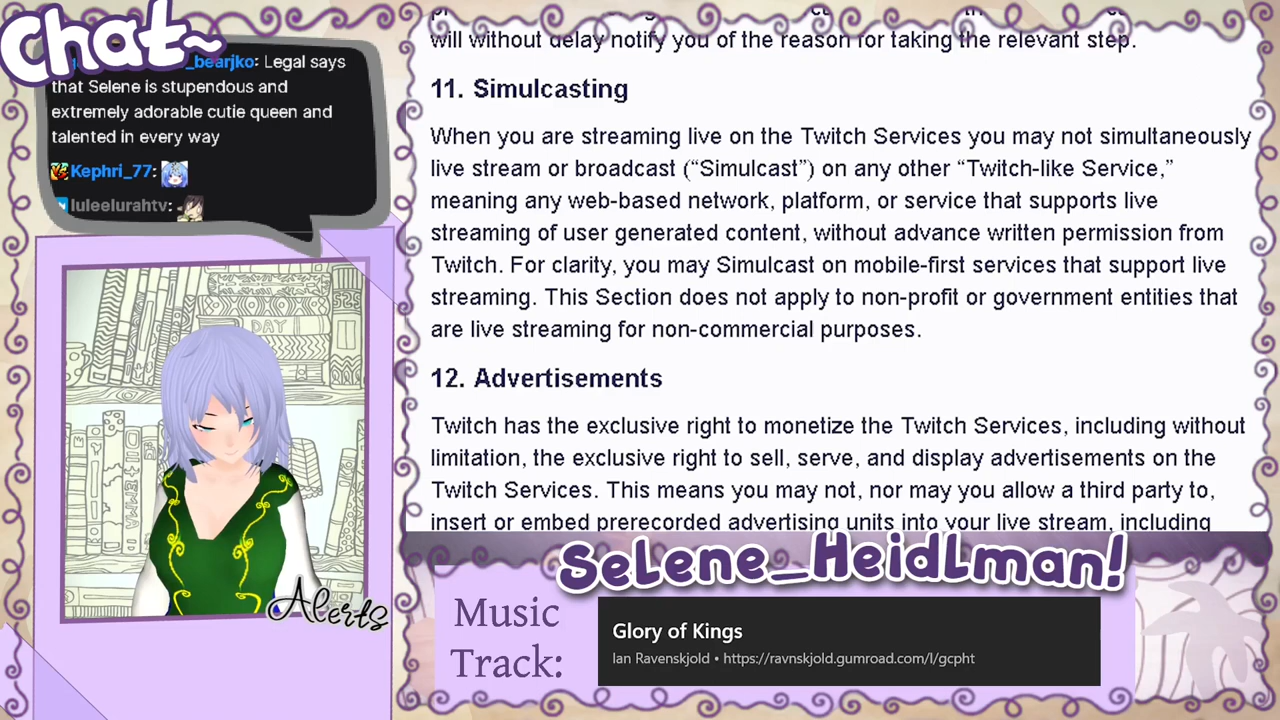 Chat~
_bearjko: Legal says
that Selene is stupendous and
extremely adorable cutie queen and
talented in every way
Kephri_77:
luleelurahtv:
DAY
Alerts
will without delay notify you of the reason for taking the relevant step.
11. Simulcasting
When you are streaming live on the Twitch Services you may not simultaneously
live stream or broadcast (“Simulcast”) on any other “Twitch-like Service,”
meaning any web-based network, platform, or service that supports live
streaming of user generated content, without advance written permission from
Twitch. For clarity, you may Simulcast on mobile-first services that support live
streaming. This Section does not apply to non-profit or government entities that
are live streaming for non-commercial purposes.
12. Advertisements
Twitch has the exclusive right to monetize the Twitch Services, including without
limitation, the exclusive right to sell, serve, and display advertisements on the
Twitch Services. This means you may not, nor may you allow a third party to,
insert or embed prerecorded advertising units into your live stream, including
Selene_Heidlman!
Music
Track:
Glory of Kings
Ian Ravenskjold • https://ravnskjold.gumroad.com/l/gcpht